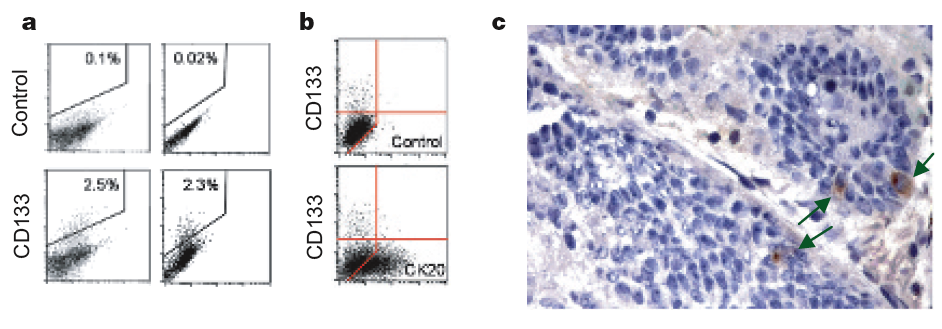 a
b
c
Control
0.1%
0.02%
CD133
2.5%
2.3%
CD133
Control
CD133
CK20